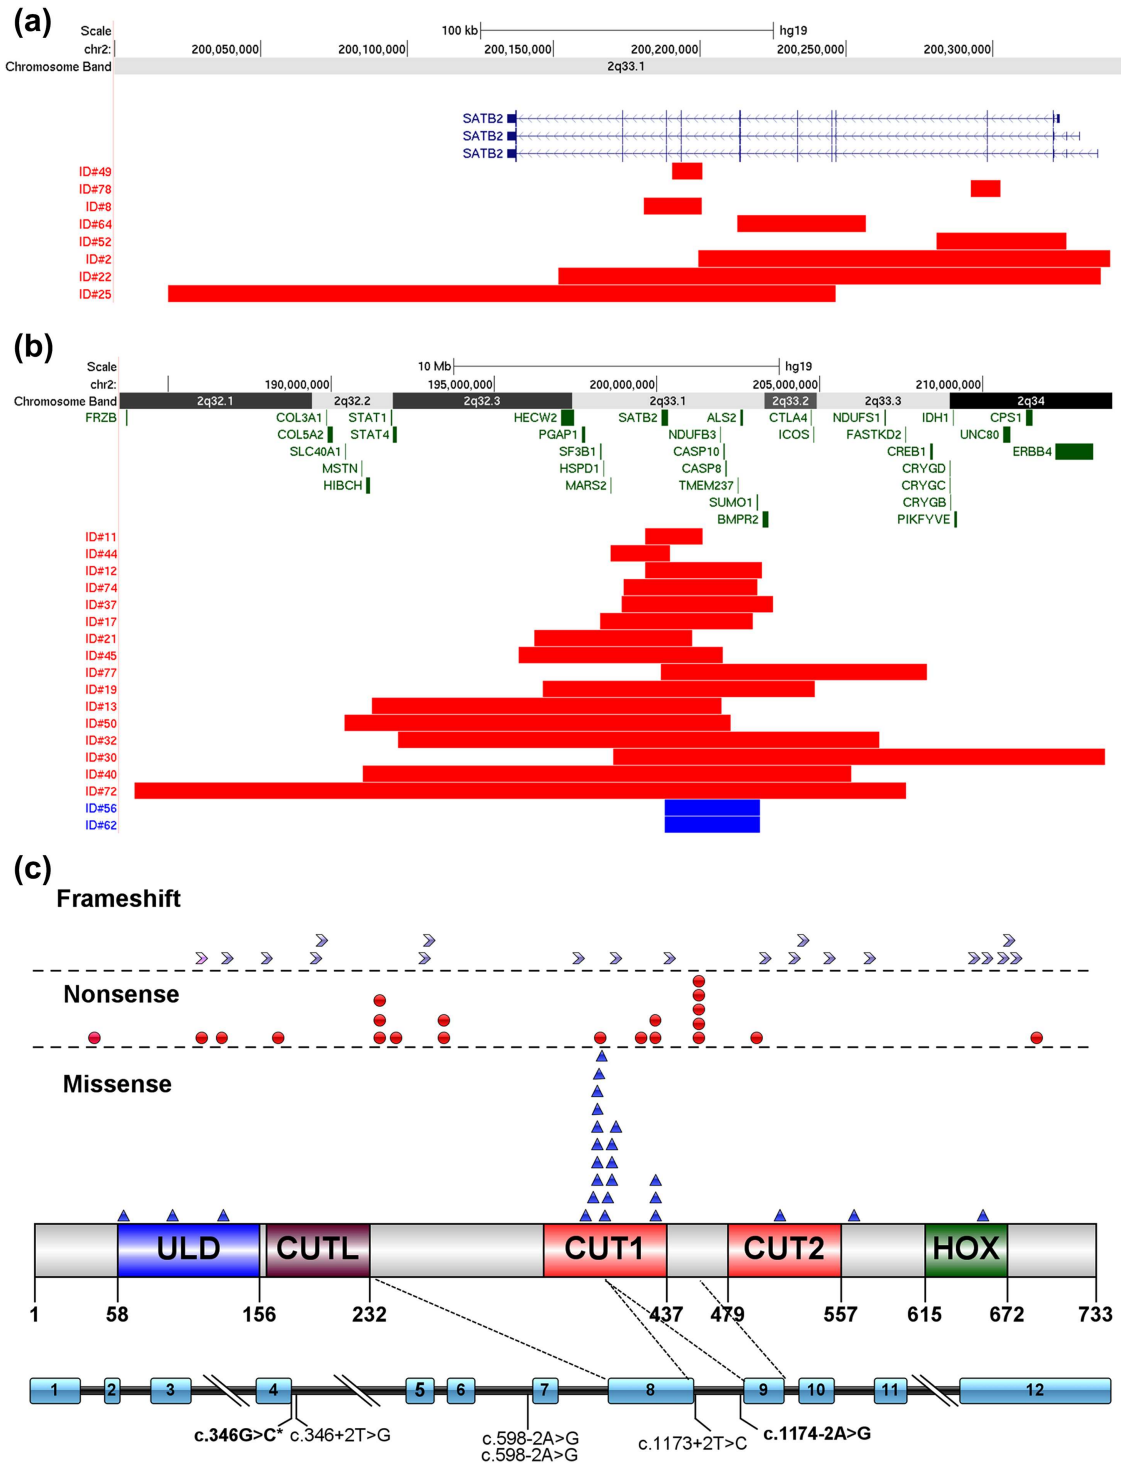 (a)
Scale 100 kb hg19
chr2: 200,050,000 200,100,000 200,150,000 200,200,000 200,250,000 200,300,000
Chromosome Band 2q33.1
SATB2
SATB2
SATB2
ID#49
ID#78
ID#8
ID#64
ID#52
ID#2
ID#22
ID#25
(b)
Scale 10 Mb hg19
chr2: 190,000,000 195,000,000 200,000,000 205,000,000 210,000,000
Chromosome Band 2q32.1 2q32.2 2q32.3 2q33.1 2q33.2 2q33.3 2q34
FRZB COL3A1 STAT1 HECW2 SATB2 ALS2 CTLA4 NDUFS1 IDH1 CPS1
COL5A2 STAT4 PGAP1 NDUFB3 ICOS FASTKD2 UNC80
SLC40A1 SF3B1 CASP10 CREB1 ERBB4
MSTN HSPD1 CASP8 CRYGD
HIBCH MARS2 TMEM237 CRYGC
SUMO1 CRYGB
BMPR2 PIKFYVE
ID#11
ID#44
ID#12
ID#74
ID#37
ID#17
ID#21
ID#45
ID#77
ID#19
ID#13
ID#50
ID#32
ID#30
ID#40
ID#72
ID#56
ID#62
(c)
Frameshift
Nonsense
Missense
ULD CUTL CUT1 CUT2 HOX
1 58 156 232 437 479 557 615 672 733
1 2 3 4 5 6 7 8 9 10 11 12
c.346G>C* c.346+2T>G c.598-2A>G c.1173+2T>C c.1174-2A>G
c.598-2A>G